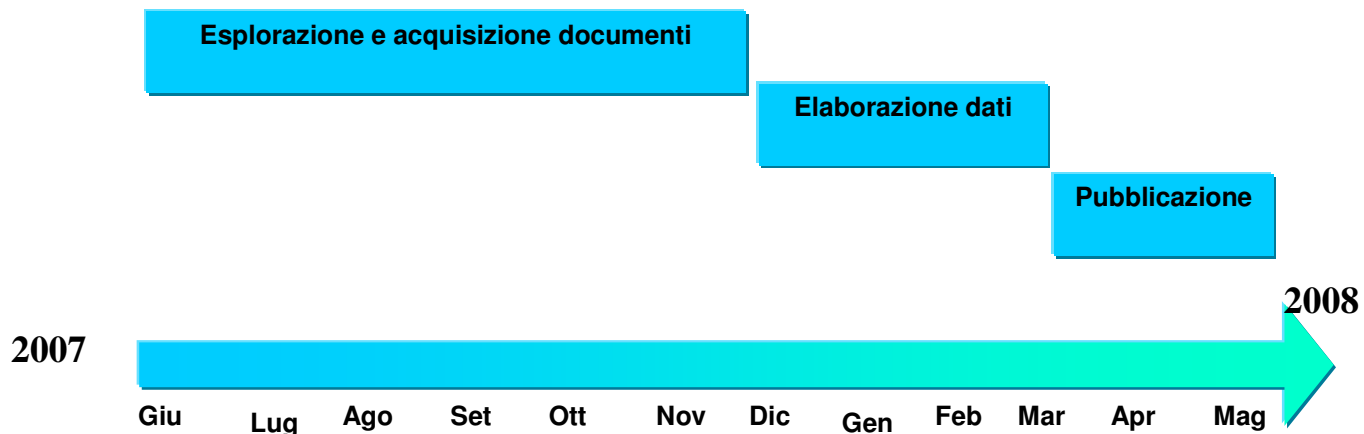 Esplorazione e acquisizione documenti
Elaborazione dati
Pubblicazione
2008
2007
Giu Lug Ago Set Ott Nov Dic Gen Feb Mar Apr Mag